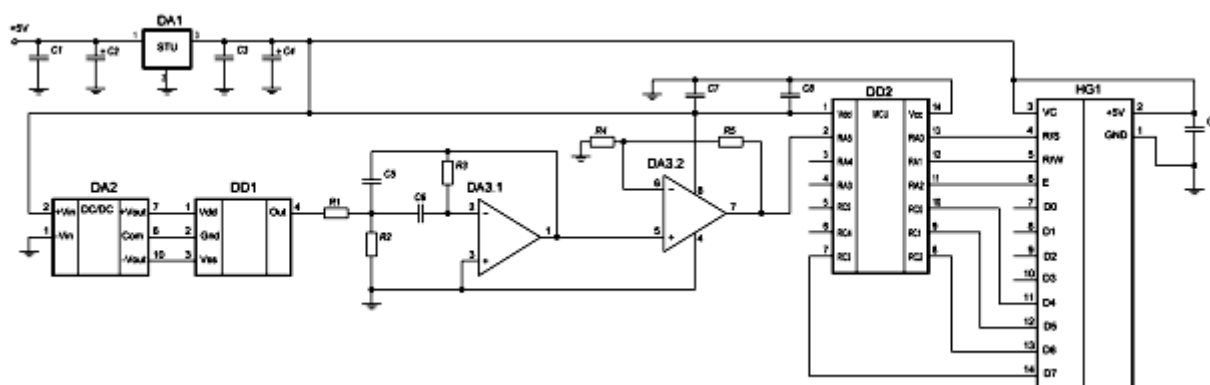 +5V
C1
+ C2
1
DA1
STU
3
2
C3
+ C4
C7
C8
DA2
2 +Vin DC/DC +Vout 7
1 -Vin Com 6
-Vout 10
DD1
1 Vdd Out 4
2 Gnd
3 Vss
R1
R2
C5
C6
R3
DA3.1
2 -
3 +
1
R4
R5
DA3.2
6 -
5 +
8
4
7
DD2
1 Vdd MCU Vcc 14
2 RA5 RA0 13
3 RA4 RA1 12
4 RA3 RA2 11
5 RC5 10
6 RC4 RC1 9
7 RC3 RC2 8
HG1
3 VC +5V 2
4 R/S GND 1
5 R/W
6 E
7 D0
8 D1
9 D2
10 D3
11 D4
12 D5
13 D6
14 D7